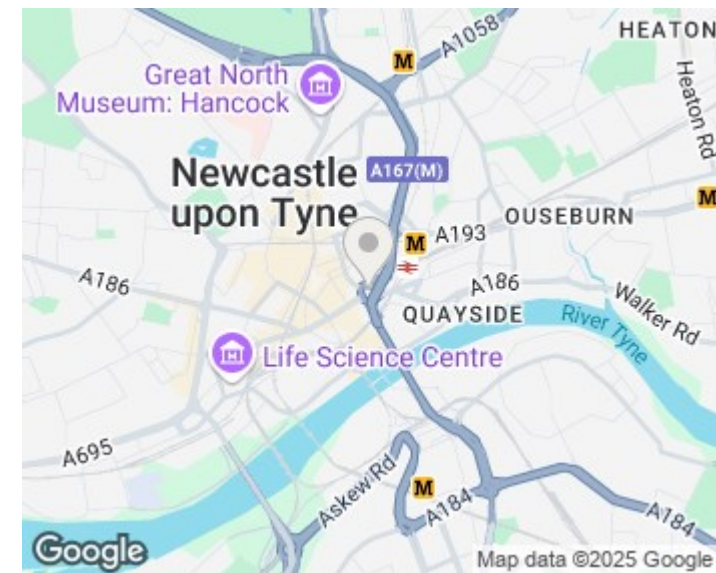 HEATON
A1058
M
Great North
Museum: Hancock
Heaton Rd
Newcastle
upon Tyne
A167(M)
M
OUSEBURN
M
A193
A186
A186
QUAYSIDE
Walker Rd
River Tyne
Life Science Centre
A695
Askew Rd
M
A184
A184
Google
Map data ©2025 Google